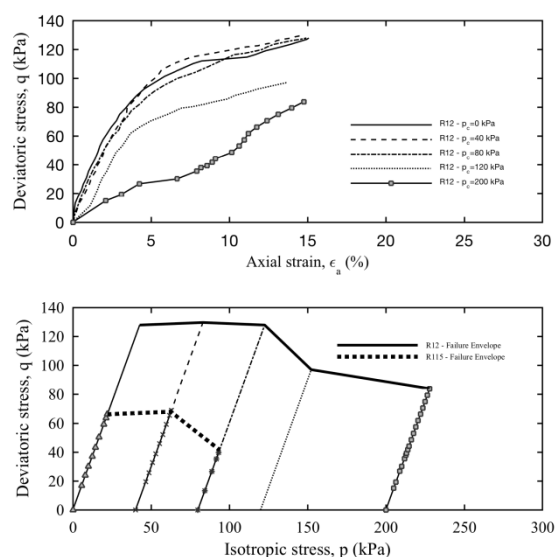 140
120
100
80
60
40
20
0
Deviatoric stress, q (kPa)
R12 - p_c=0 kPa
R12 - p_c=40 kPa
R12 - p_c=80 kPa
R12 - p_c=120 kPa
R12 - p_c=200 kPa
0 5 10 15 20 25 30
Axial strain, ϵ_a (%)
140
120
100
80
60
40
20
0
Deviatoric stress, q (kPa)
R12 - Failure Envelope
R115 - Failure Envelope
0 50 100 150 200 250 300
Isotropic stress, p (kPa)